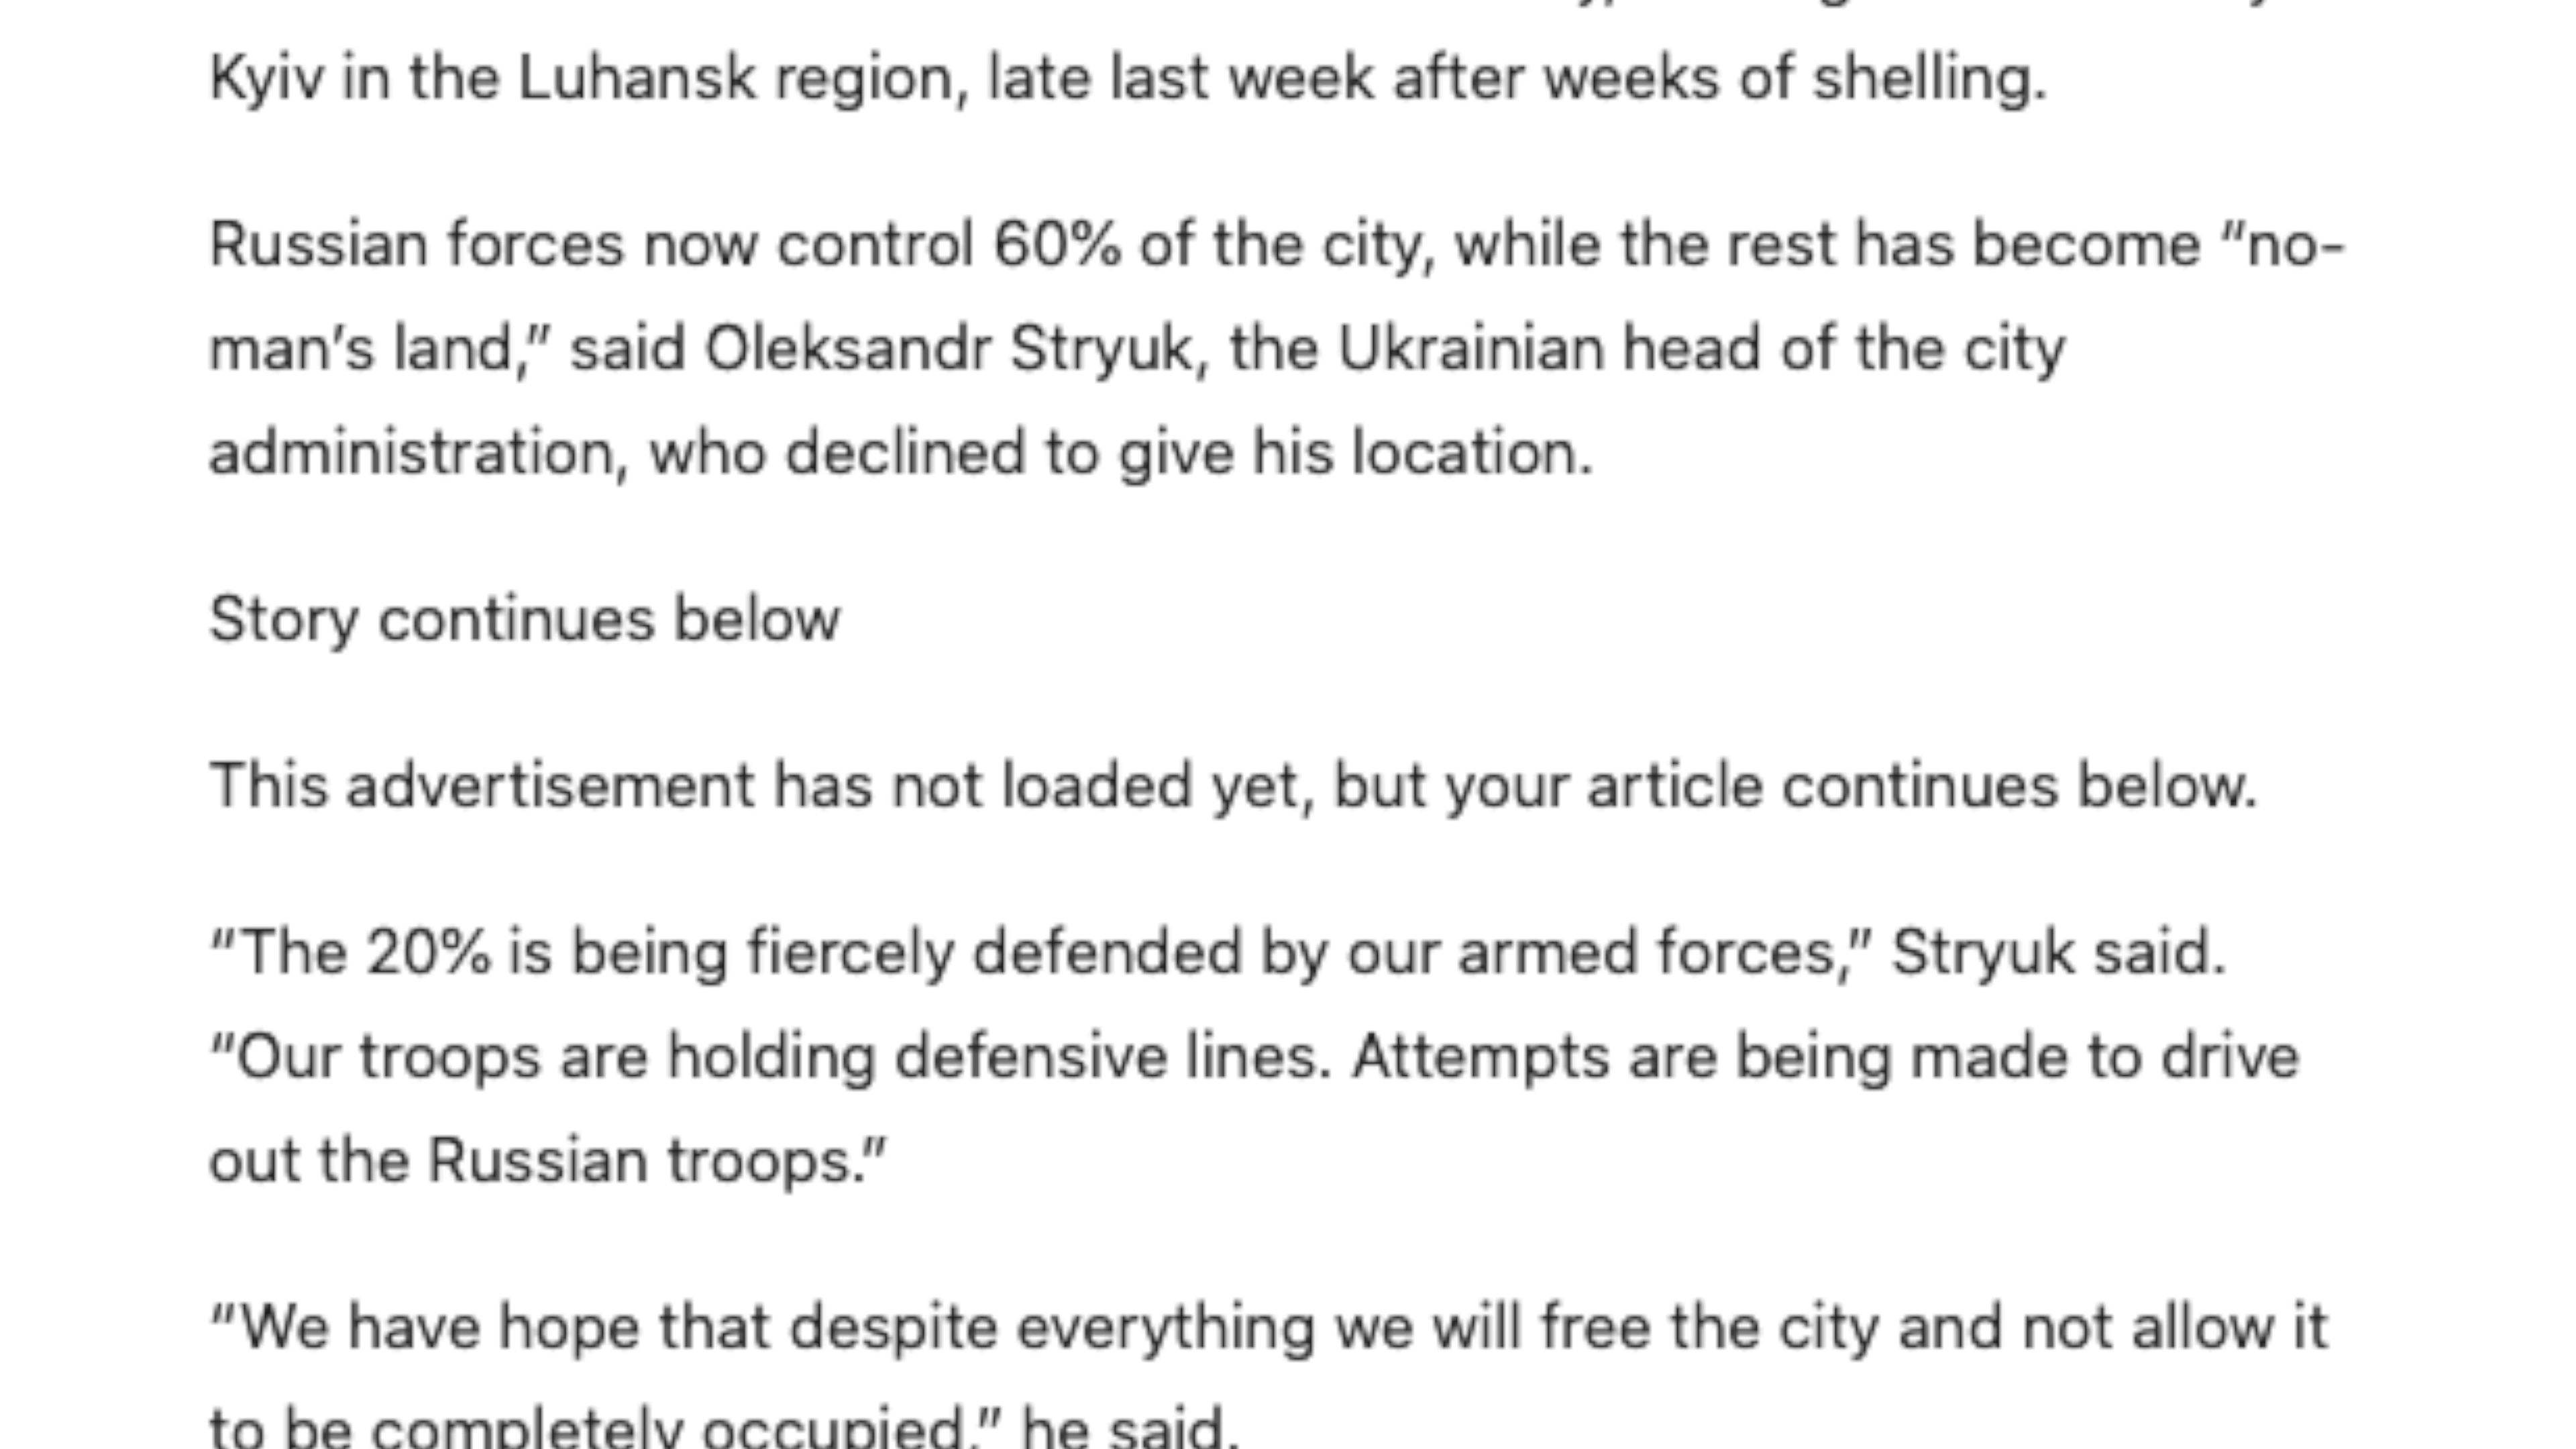 Kyiv in the Luhansk region, late last week after weeks of shelling.
Russian forces now control 60% of the city, while the rest has become “no-
man’s land,” said Oleksandr Stryuk, the Ukrainian head of the city
administration, who declined to give his location.
Story continues below
This advertisement has not loaded yet, but your article continues below.
“The 20% is being fiercely defended by our armed forces,” Stryuk said.
“Our troops are holding defensive lines. Attempts are being made to drive
out the Russian troops.”
“We have hope that despite everything we will free the city and not allow it
to be completely occupied,” he said.